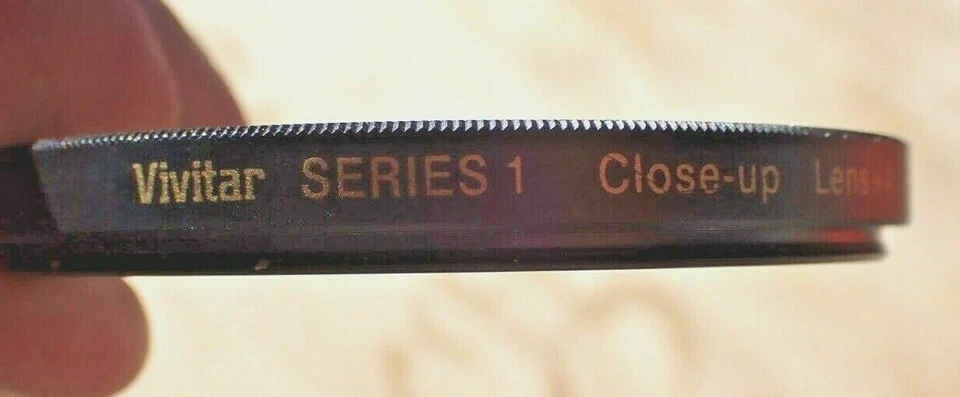 Vivitar SERIES 1 Close-up Lens